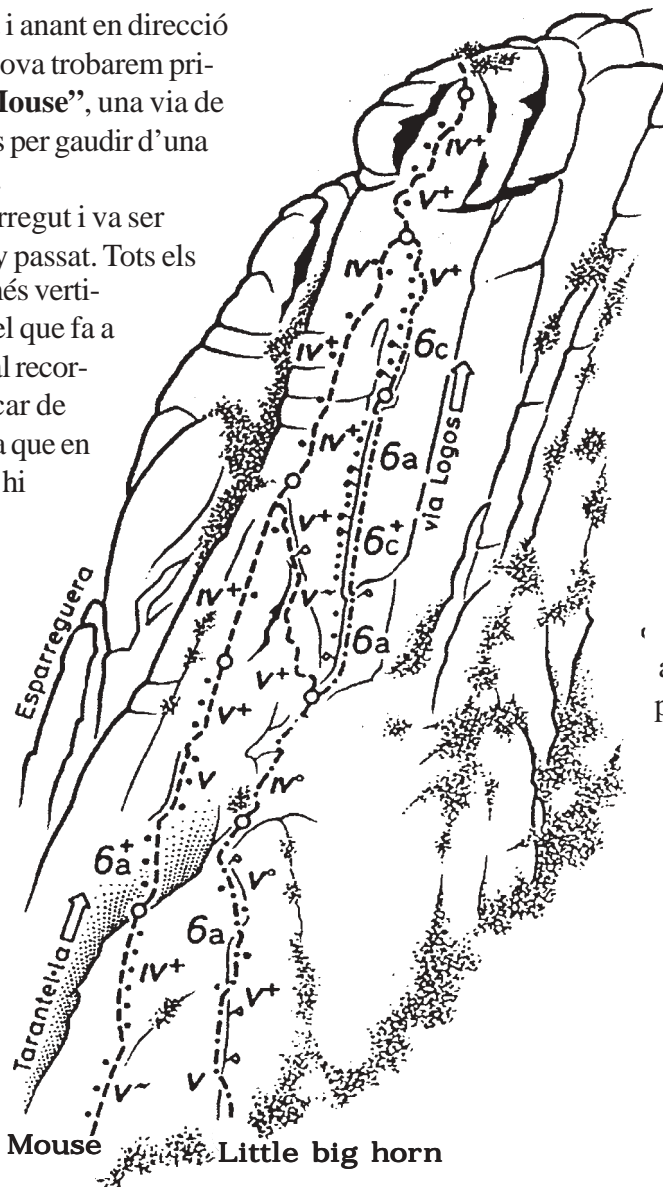 i anant en direcció
ova trobarem pri-
Mouse”, una via de
s per gaudir d’una
rregut i va ser
y passat. Tots els
nés verti-
el que fa a
al recor-
car de
a que en
hi
IV+
V+
IV-
V+
IV+
6c
IV+
6a
via Logos
V+
6c+
IV+
V-
6a
Esparreguera
V+
V+
V
IV°
6a+
V°
6a
Tarantel·la
IV+
V+
V-
V
Mouse
Little big horn
a
p